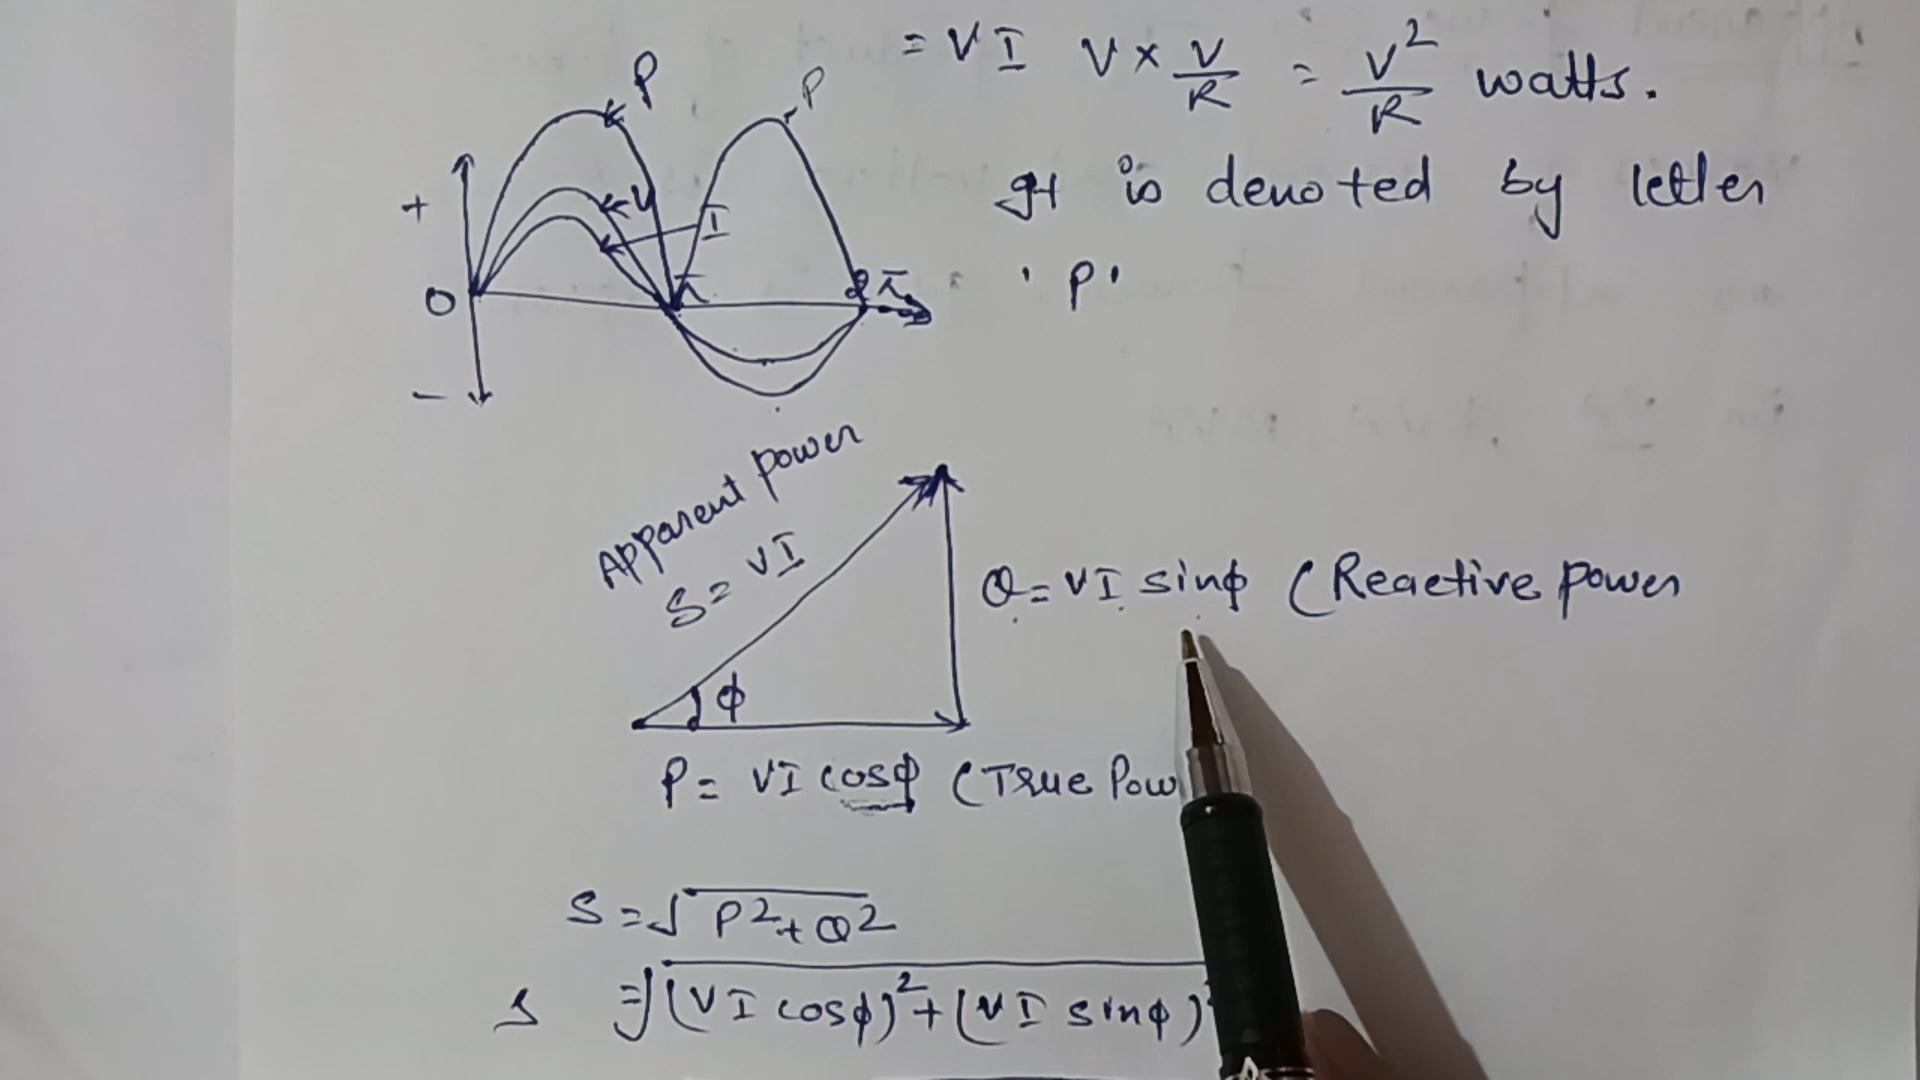 = VI V × V/R = V²/R watts.
P
P
It is denoted by letter
'P'
+
V
I
0
π
2π
-
Apparent power
S = VI
Q = VI sinφ (Reactive power
φ
P = VI cosφ (True Pow
S = √P²+Q²
S = √(VI cosφ)²+(VI sinφ)